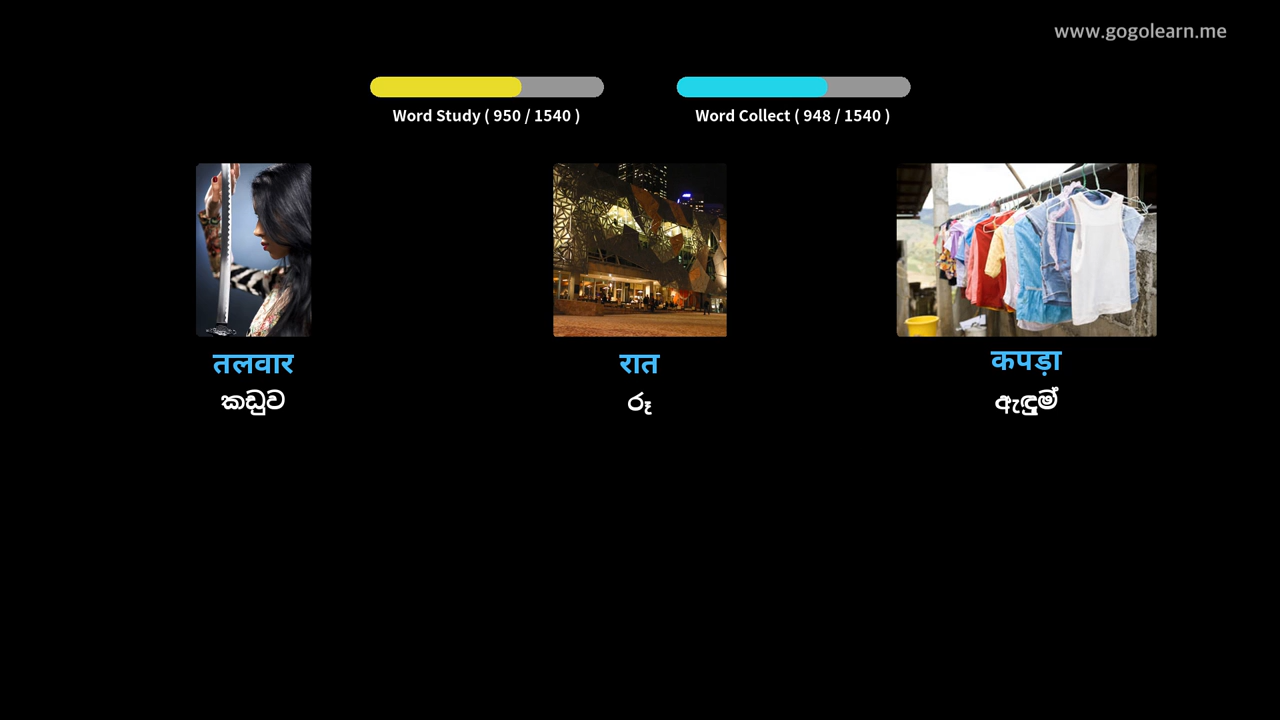 www.gogolearn.me
Word Study ( 950 / 1540 )
Word Collect ( 948 / 1540 )
तलवार
කඩුව
रात
රෑ
कपड़ा
ඇඳුම්